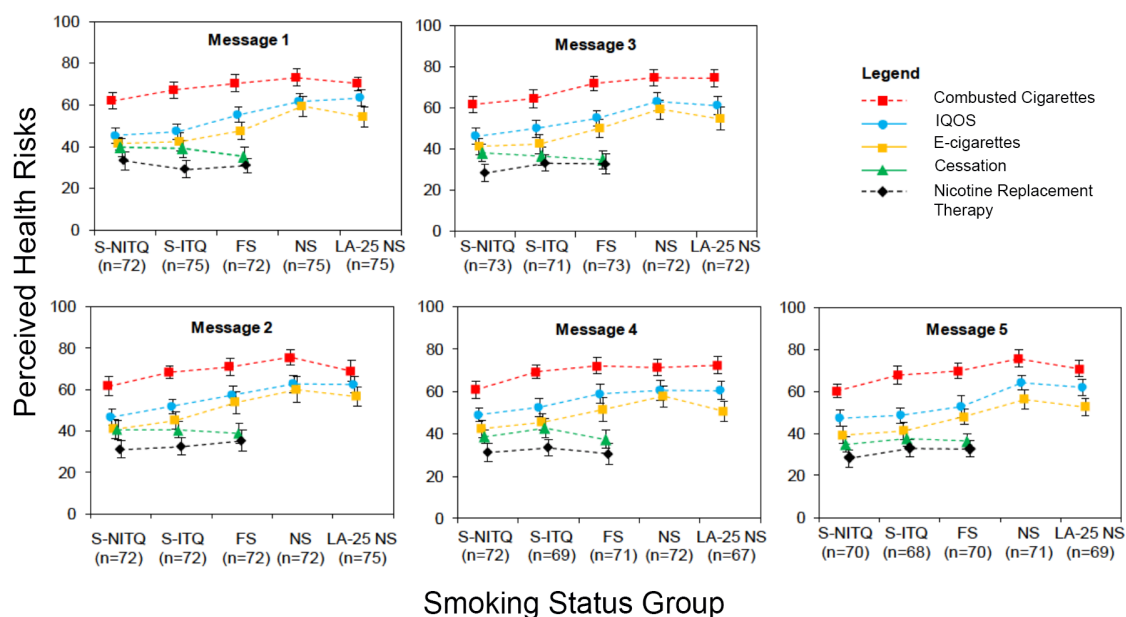 Perceived Health Risks
Message 1
100
80
60
40
20
0
S-NITQ S-ITQ FS NS LA-25 NS
(n=72) (n=75) (n=72) (n=75) (n=75)
Message 3
100
80
60
40
20
0
S-NITQ S-ITQ FS NS LA-25 NS
(n=73) (n=71) (n=73) (n=72) (n=72)
Legend
Combusted Cigarettes
IQOS
E-cigarettes
Cessation
Nicotine Replacement
Therapy
Message 2
100
80
60
40
20
0
S-NITQ S-ITQ FS NS LA-25 NS
(n=72) (n=72) (n=72) (n=72) (n=75)
Message 4
100
80
60
40
20
0
S-NITQ S-ITQ FS NS LA-25 NS
(n=72) (n=69) (n=71) (n=72) (n=67)
Message 5
100
80
60
40
20
0
S-NITQ S-ITQ FS NS LA-25 NS
(n=70) (n=68) (n=70) (n=71) (n=69)
Smoking Status Group